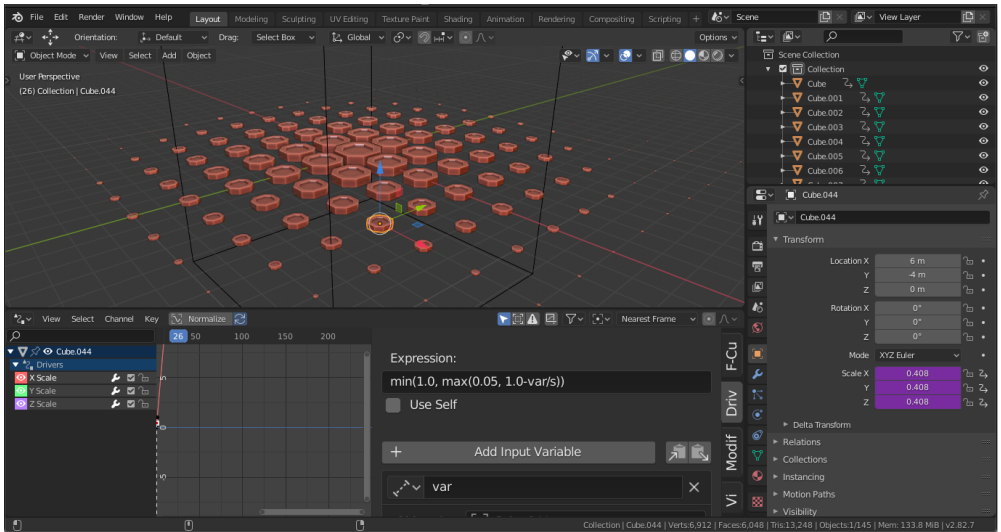 File Edit Render Window Help Layout Modeling Sculpting UV Editing Texture Paint Shading Animation Rendering Compositing Scripting + Scene View Layer
Orientation: Default Drag: Select Box Global Options
Object Mode View Select Add Object
User Perspective
(26) Collection | Cube.044
Scene Collection
Collection
Cube
Cube.001
Cube.002
Cube.003
Cube.004
Cube.005
Cube.006
Cube.044
Cube.044
Transform
Location X 6 m
Y -4 m
Z 0 m
Rotation X 0°
Y 0°
Z 0°
Mode XYZ Euler
Scale X 0.408
Y 0.408
Z 0.408
Delta Transform
Relations
Collections
Instancing
Motion Paths
Visibility
View Select Channel Key Normalize Nearest Frame
26 50 100 150 200
Cube.044
Drivers
X Scale
Y Scale
Z Scale
5
0
-5
Expression:
min(1.0, max(0.05, 1.0-var/s))
Use Self
+ Add Input Variable
var
F-Cu
Driv
Modif
Vi
Collection | Cube.044 | Verts:6,912 | Faces:6,048 | Tris:13,248 | Objects:1/145 | Mem: 133.8 MiB | v2.82.7